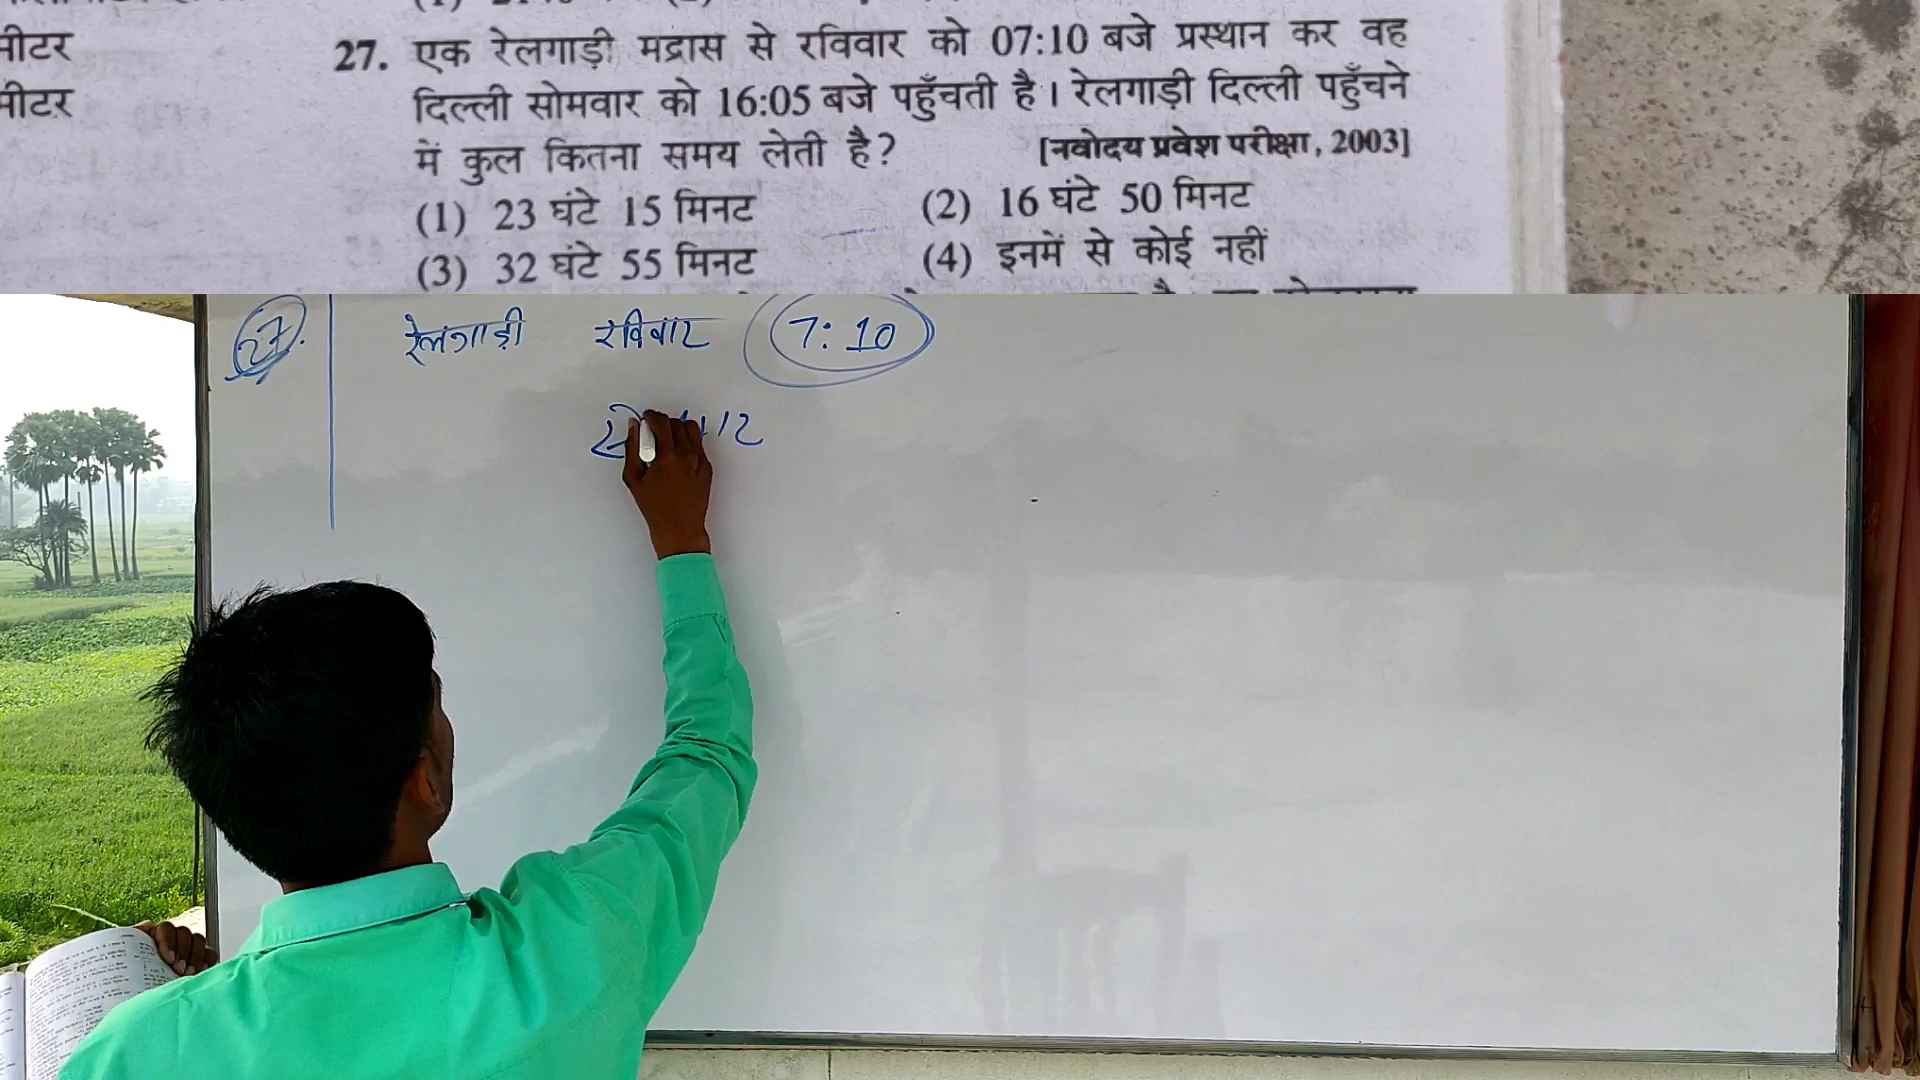 मीटर
मीटर
27. एक रेलगाड़ी मद्रास से रविवार को 07:10 बजे प्रस्थान कर वह
दिल्ली सोमवार को 16:05 बजे पहुँचती है। रेलगाड़ी दिल्ली पहुँचने
में कुल कितना समय लेती है? [नवोदय प्रवेश परीक्षा, 2003]
(1) 23 घंटे 15 मिनट (2) 16 घंटे 50 मिनट
(3) 32 घंटे 55 मिनट (4) इनमें से कोई नहीं
27. रेलगाड़ी रविवार 7:10